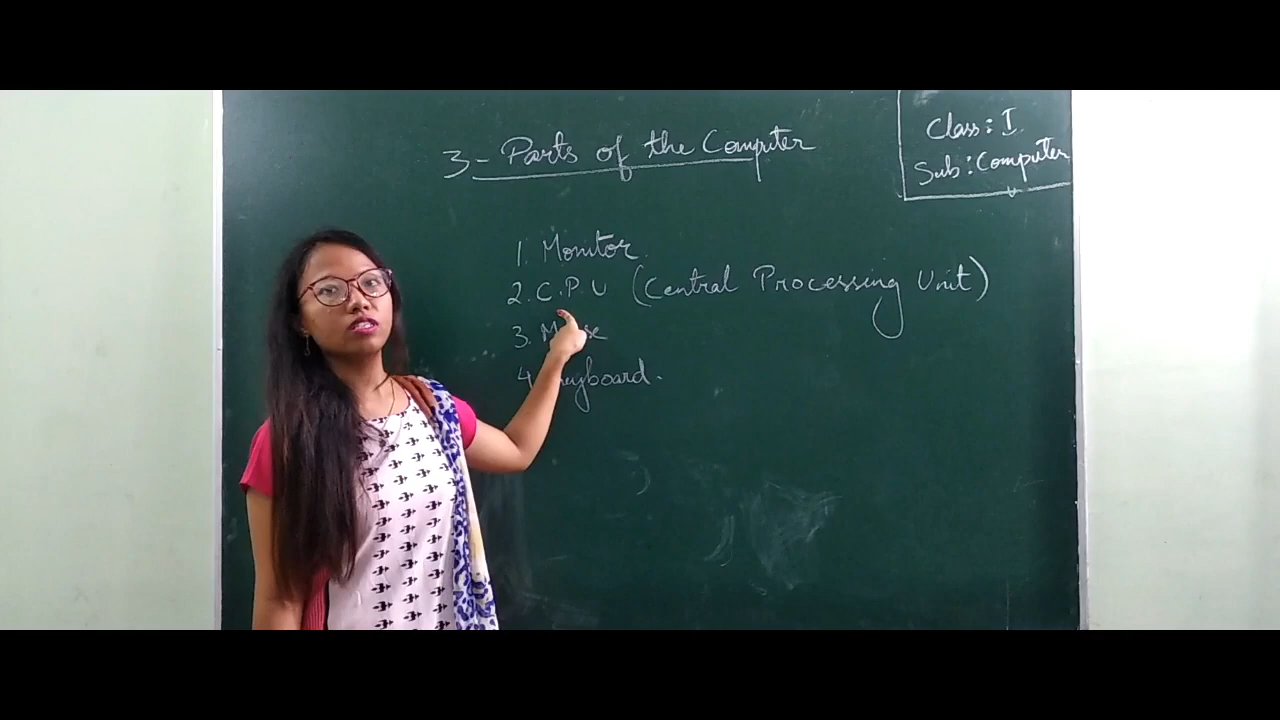 Class: I.
Sub: Computer
3- Parts of the Computer
1. Monitor.
2. C.P.U (Central Processing Unit)
3.
4.